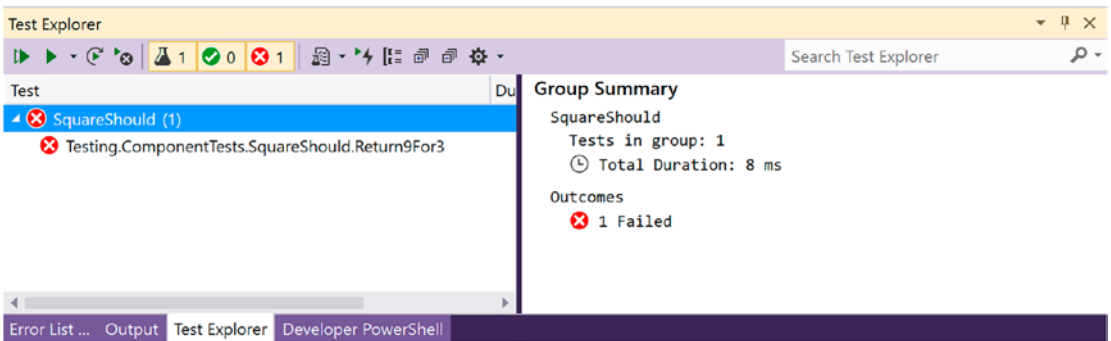 Test Explorer
1 0 1
Search Test Explorer
Test Du
SquareShould (1)
Testing.ComponentTests.SquareShould.Return9For3
Group Summary
SquareShould
Tests in group: 1
Total Duration: 8 ms
Outcomes
1 Failed
Error List ... Output Test Explorer Developer PowerShell